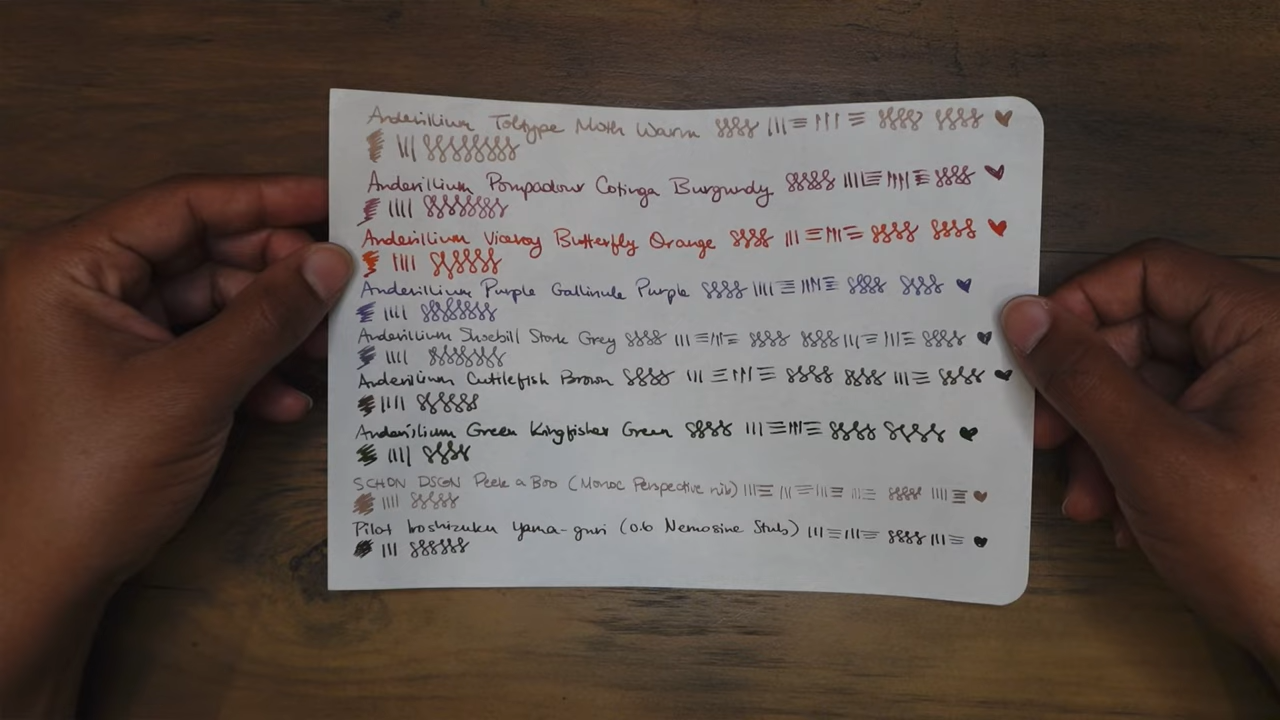 Anderillium Toltype Moth Warm
Anderillium Pompadour Cotinga Burgundy
Anderillium Viceroy Butterfly Orange
Anderillium Purple Gallinule Purple
Anderillium Shoebill Stork Grey
Anderillium Cuttlefish Brown
Anderillium Green Kingfisher Green
SCHON DSGN Peek a Boo (Monoc Perspective nib)
Pilot Iroshizuku yama-guri (0.6 Nemosine Stub)